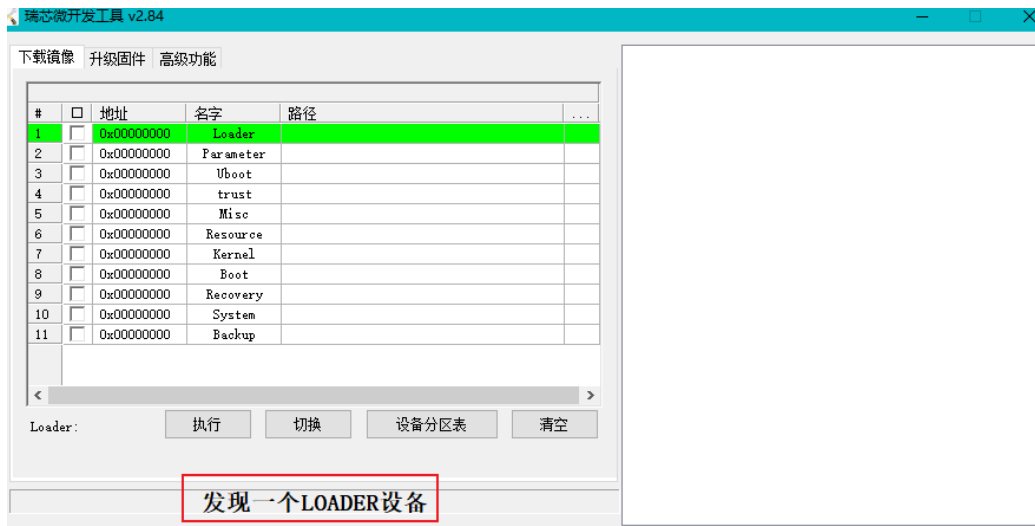 瑞芯微开发工具 v2.84
下载镜像 升级固件 高级功能
# 地址 名字 路径 ...
1 0x00000000 Loader
2 0x00000000 Parameter
3 0x00000000 Uboot
4 0x00000000 trust
5 0x00000000 Misc
6 0x00000000 Resource
7 0x00000000 Kernel
8 0x00000000 Boot
9 0x00000000 Recovery
10 0x00000000 System
11 0x00000000 Backup
Loader: 执行 切换 设备分区表 清空
发现一个LOADER设备